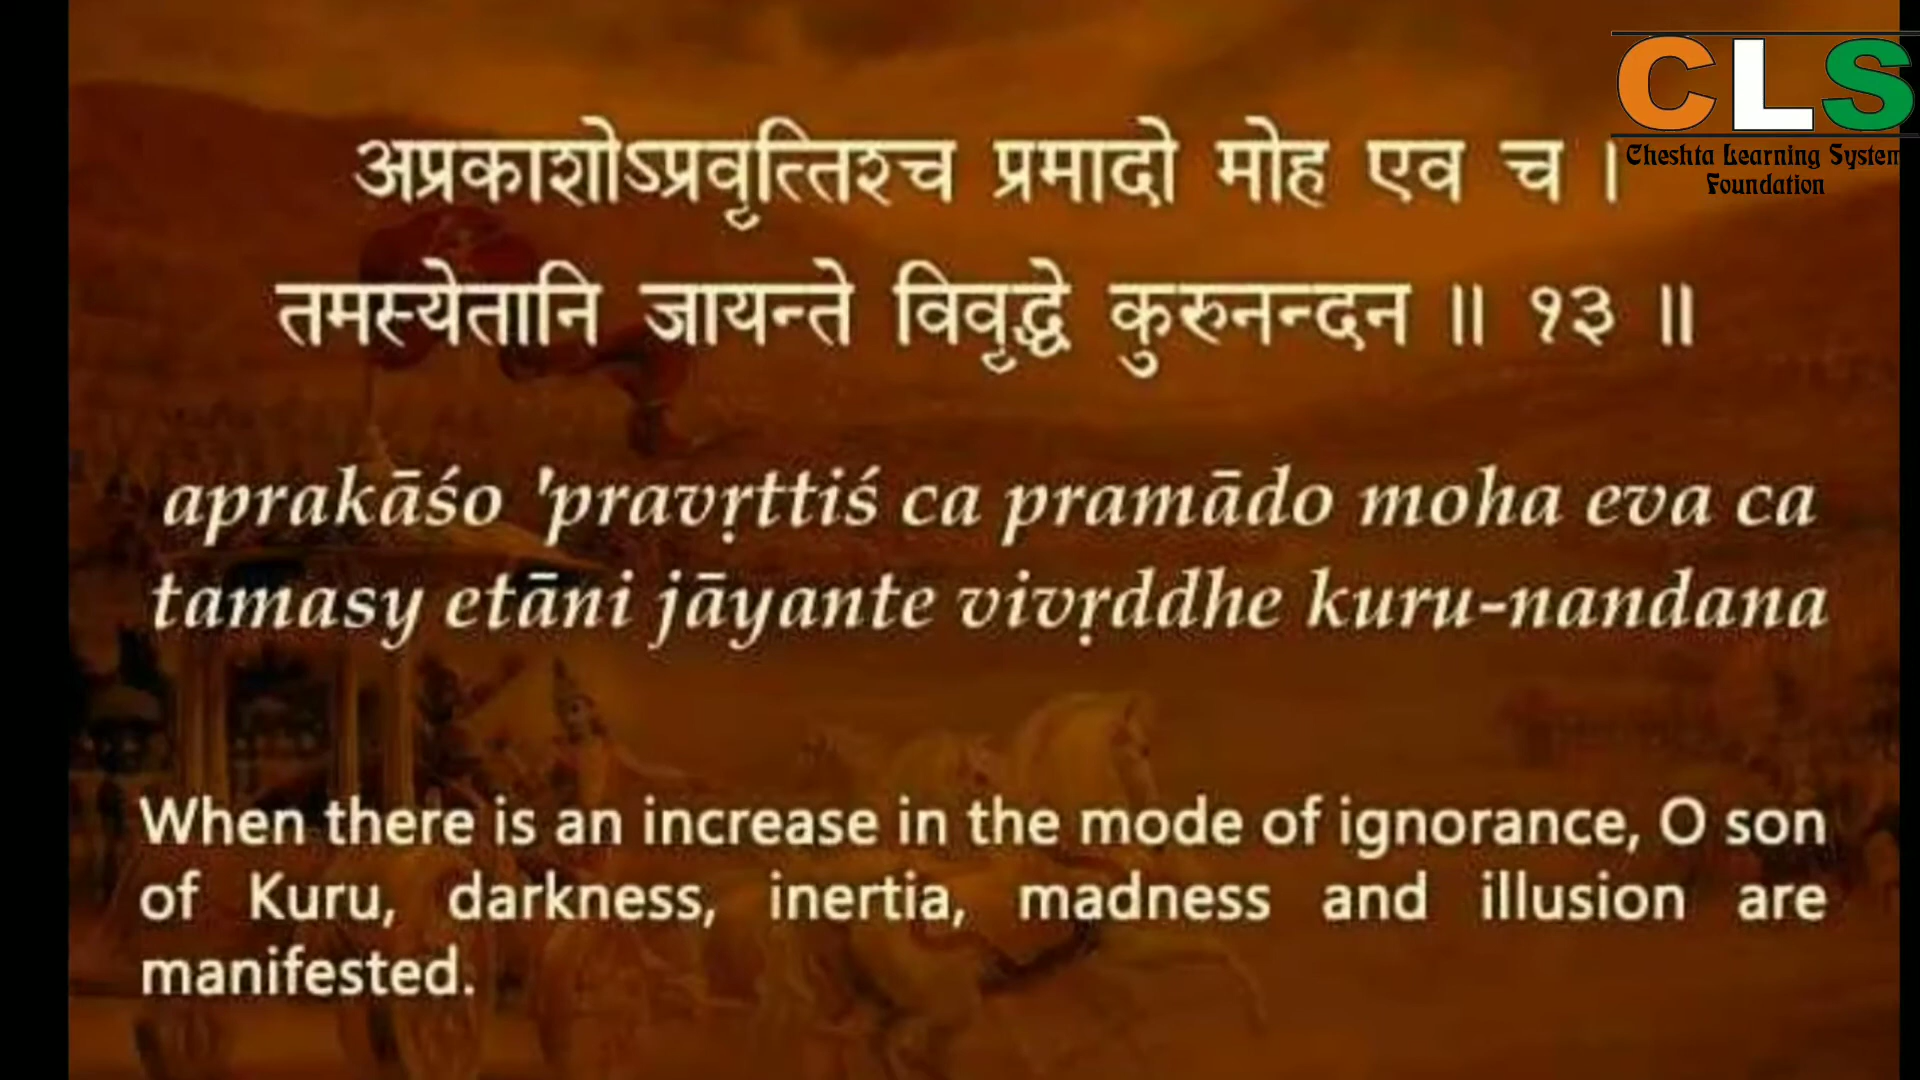 CLS
Cheshta Learning System
Foundation
अप्रकाशोऽप्रवृत्तिश्च प्रमादो मोह एव च ।
तमस्येतानि जायन्ते विवृद्धे कुरुनन्दन ॥ १३ ॥
aprakāśo 'pravṛttiś ca pramādo moha eva ca
tamasy etāni jāyante vivṛddhe kuru-nandana
When there is an increase in the mode of ignorance, O son
of Kuru, darkness, inertia, madness and illusion are
manifested.